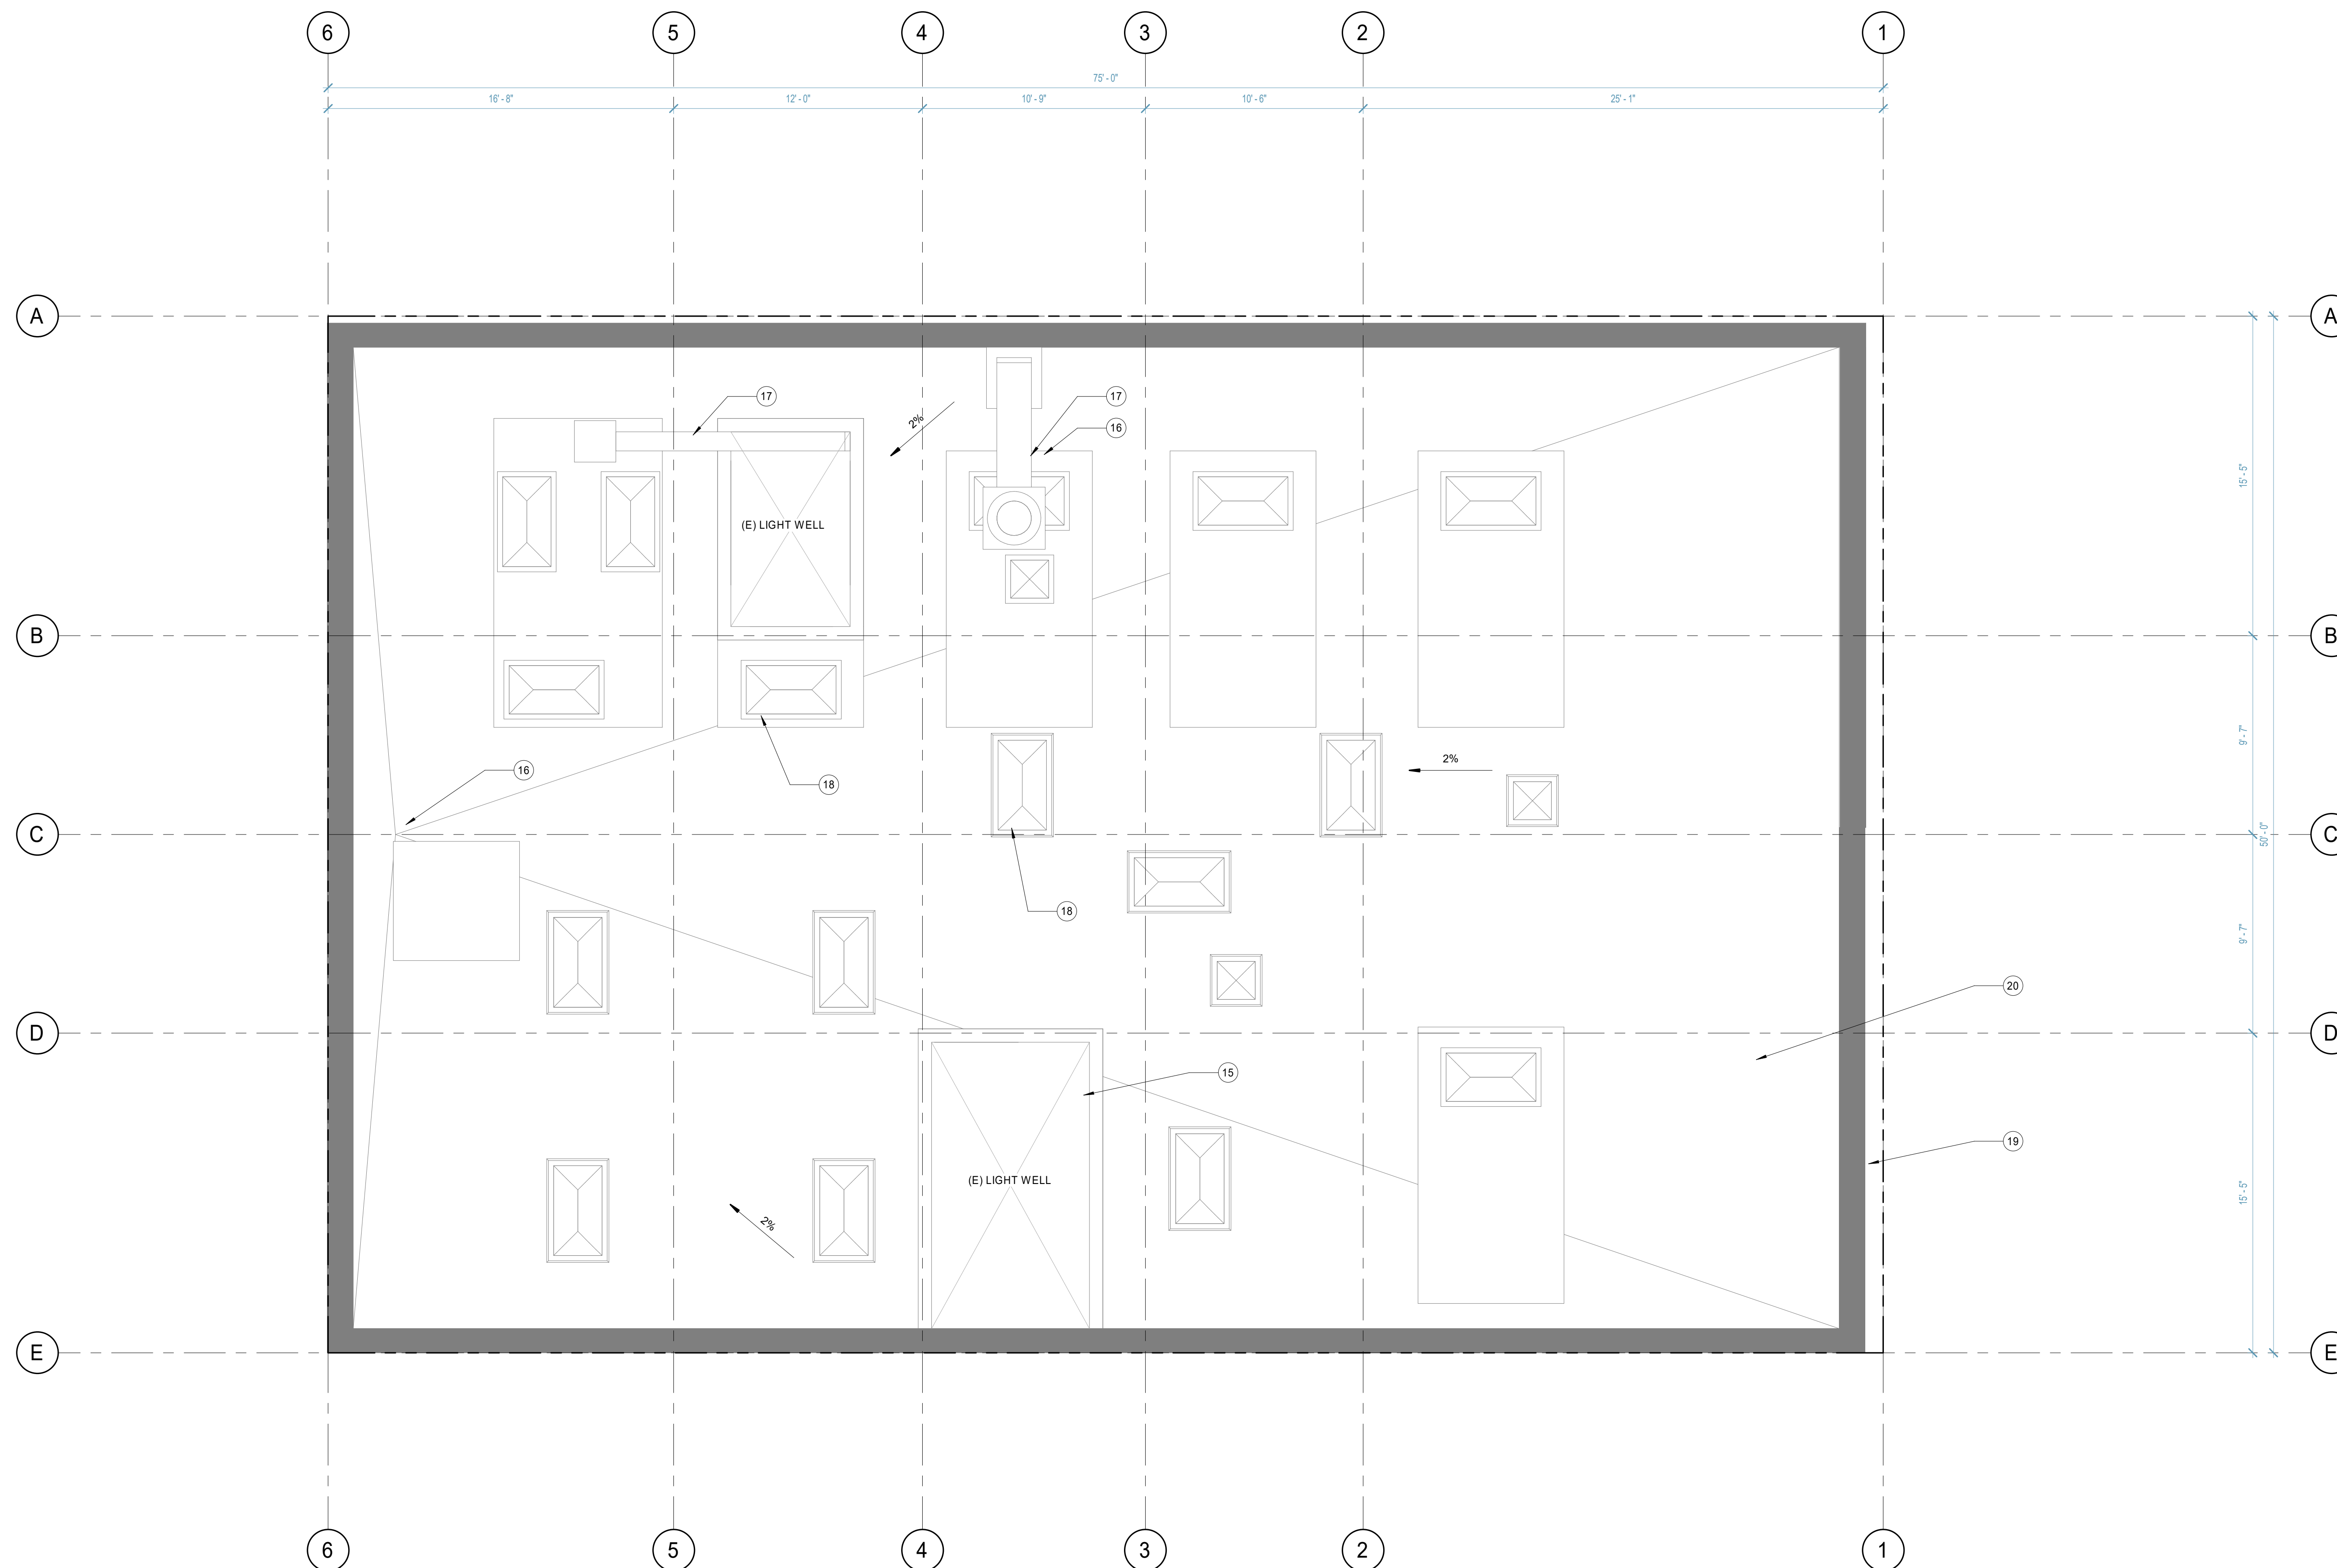 6 5 4 3 2 1
75' - 0"
16' - 8" 12' - 0" 10' - 9" 10' - 6" 25' - 1"
A A
17 17
2%
16
15' - 5"
(E) LIGHT WELL
B B
9' - 7"
2%
16
18
C C
50' - 0"
18
9' - 7"
20
D D
15
19
(E) LIGHT WELL
15' - 5"
2%
E E
6 5 4 3 2 1